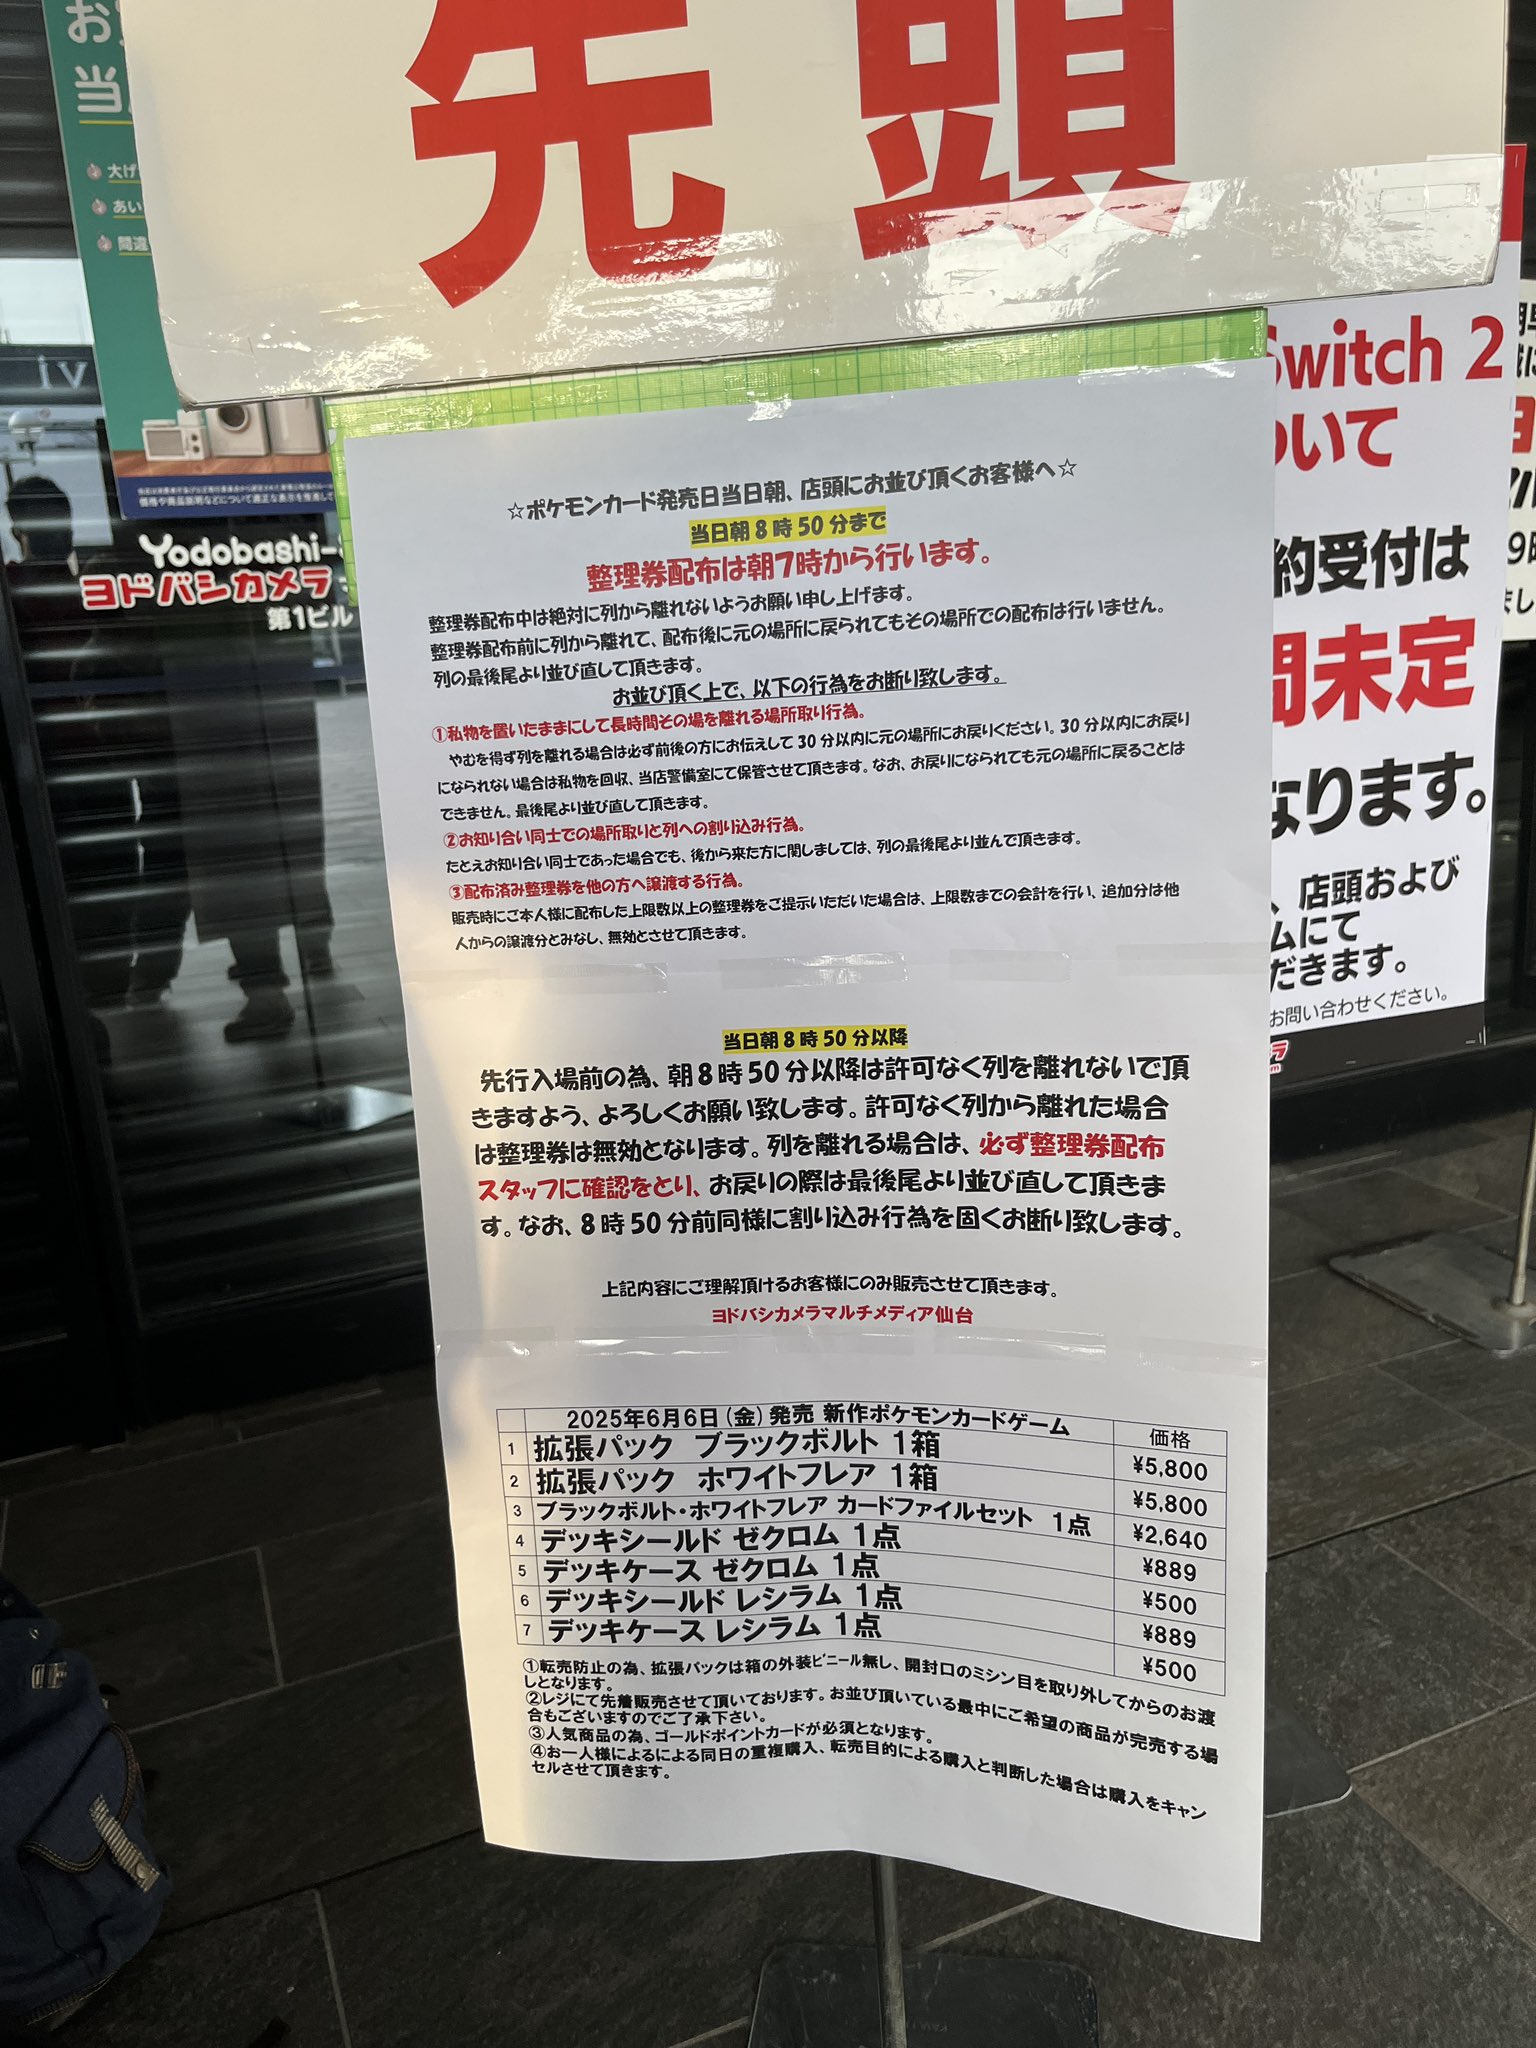 先頭
お
当
大げ
あい
間違
iv
Yodobashi-
ヨドバシカメラ
第1ビル
☆ポケモンカード発売日当日朝、店頭にお並び頂くお客様へ☆
当日朝8時50分まで
整理券配布は朝7時から行います。
整理券配布中は絶対に列から離れないようお願い申し上げます。
整理券配布前に列から離れて、配布後に元の場所に戻られてもその場所での配布は行いません。
列の最後尾より並び直して頂きます。
お並び頂く上で、以下の行為をお断り致します。
①私物を置いたままにして長時間その場を離れる場所取り行為。
やむを得ず列を離れる場合は必ず前後の方にお伝えして30分以内に元の場所にお戻りください。30分以内にお戻り
になられない場合は私物を回収、当店警備室にて保管させて頂きます。なお、お戻りになられても元の場所に戻ることは
できません。最後尾より並び直して頂きます。
②お知り合い同士での場所取りと列への割り込み行為。
たとえお知り合い同士であった場合でも、後から来た方に関しましては、列の最後尾より並んで頂きます。
③配布済み整理券を他の方へ譲渡する行為。
販売時にご本人様に配布した上限数以上の整理券をご提示いただいた場合は、上限数までの会計を行い、追加分は他
人からの譲渡分とみなし、無効とさせて頂きます。
当日朝8時50分以降
先行入場前の為、朝8時50分以降は許可なく列を離れないで頂
きますよう、よろしくお願い致します。許可なく列から離れた場合
は整理券は無効となります。列を離れる場合は、必ず整理券配布
スタッフに確認をとり、お戻りの際は最後尾より並び直して頂きま
す。なお、8時50分前同様に割り込み行為を固くお断り致します。
上記内容にご理解頂けるお客様にのみ販売させて頂きます。
ヨドバシカメラマルチメディア仙台
2025年6月6日(金)発売 新作ポケモンカードゲーム 価格
1 拡張パック ブラックボルト 1箱 ¥5,800
2 拡張パック ホワイトフレア 1箱 ¥5,800
3 ブラックボルト・ホワイトフレア カードファイルセット 1点 ¥2,640
4 デッキシールド ゼクロム 1点 ¥889
5 デッキケース ゼクロム 1点 ¥500
6 デッキシールド レシラム 1点 ¥889
7 デッキケース レシラム 1点 ¥500
①転売防止の為、拡張パックは箱の外装ビニール無し、開封口のミシン目を取り外してからのお渡
しとなります。
②レジにて先着販売させて頂いております。お並び頂いている最中にご希望の商品が完売する場
合もございますのでご了承下さい。
③人気商品の為、ゴールドポイントカードが必須となります。
④お一人様によるによる同日の重複購入、転売目的による購入と判断した場合は購入をキャン
セルさせて頂きます。
Switch 2
ついて
約受付は
間未定
なります。
、店頭および
ムにて
だきます。
お問い合わせください。